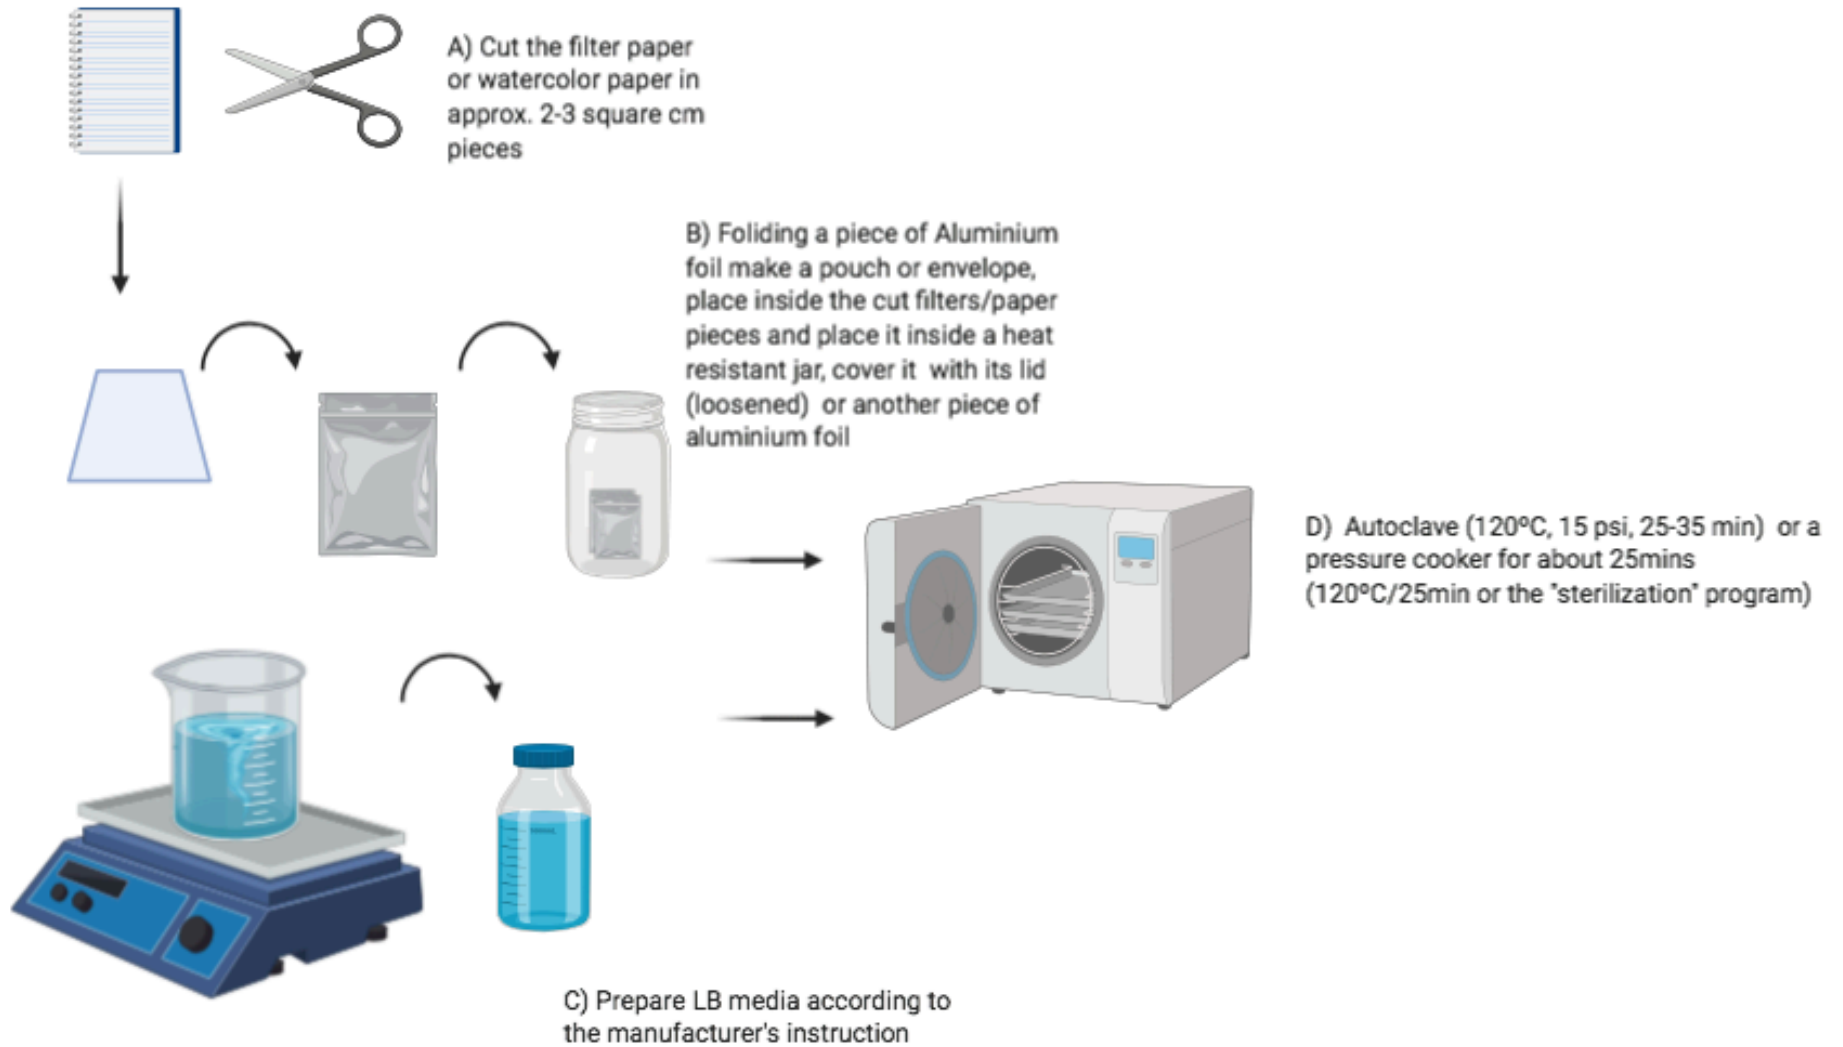 A) Cut the filter paper
or watercolor paper in
approx. 2-3 square cm
pieces
B) Foliding a piece of Aluminium
foil make a pouch or envelope,
place inside the cut filters/paper
pieces and place it inside a heat
resistant jar, cover it with its lid
(loosened) or another piece of
aluminium foil
D) Autoclave (120ºC, 15 psi, 25-35 min) or a
pressure cooker for about 25mins
(120ºC/25min or the "sterilization" program)
C) Prepare LB media according to
the manufacturer's instruction